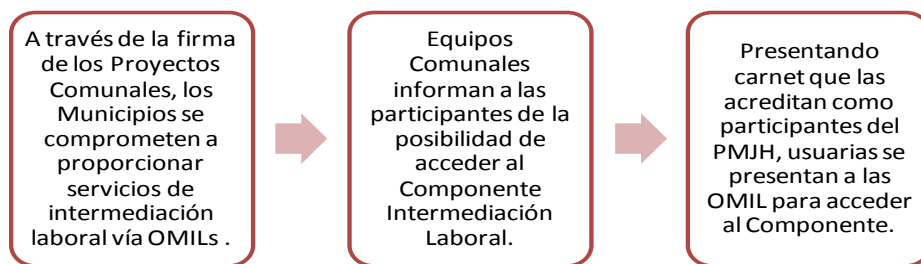 A través de la firma
de los Proyectos
Comunales, los
Municipios se
comprometen a
proporcionar
servicios de
intermediación
laboral vía OMILs .
Equipos
Comunales
informan a las
participantes de la
posibilidad de
acceder al
Componente
Intermediación
Laboral.
Presentando
carnet que las
acreditan como
participantes del
PMJH, usuarias se
presentan a las
OMIL para acceder
al Componente.